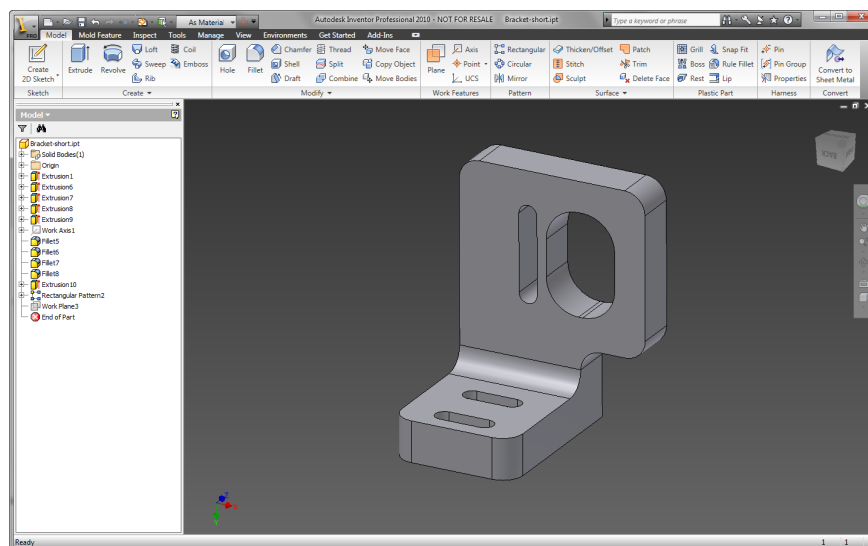 As Material
Autodesk Inventor Professional 2010 - NOT FOR RESALE Bracket-short.ipt
Type a keyword or phrase
PRO Model Mold Feature Inspect Tools Manage View Environments Get Started Add-Ins
Create
2D Sketch
Extrude Revolve
Loft Coil
Sweep Emboss
Rib
Hole Fillet
Chamfer Thread Move Face
Shell Split Copy Object
Draft Combine Move Bodies
Plane
Axis
Point
UCS
Rectangular
Circular
Mirror
Thicken/Offset Patch
Stitch Trim
Sculpt Delete Face
Grill Snap Fit
Boss Rule Fillet
Rest Lip
Pin
Pin Group
Properties
Convert to
Sheet Metal
Sketch Create Modify Work Features Pattern Surface Plastic Part Harness Convert
Model
Bracket-short.ipt
Solid Bodies(1)
Origin
Extrusion1
Extrusion6
Extrusion7
Extrusion8
Extrusion9
Work Axis1
Fillet5
Fillet6
Fillet7
Fillet8
Extrusion10
Rectangular Pattern2
Work Plane3
End of Part
BACK
Z
X
Y
Ready 1 1